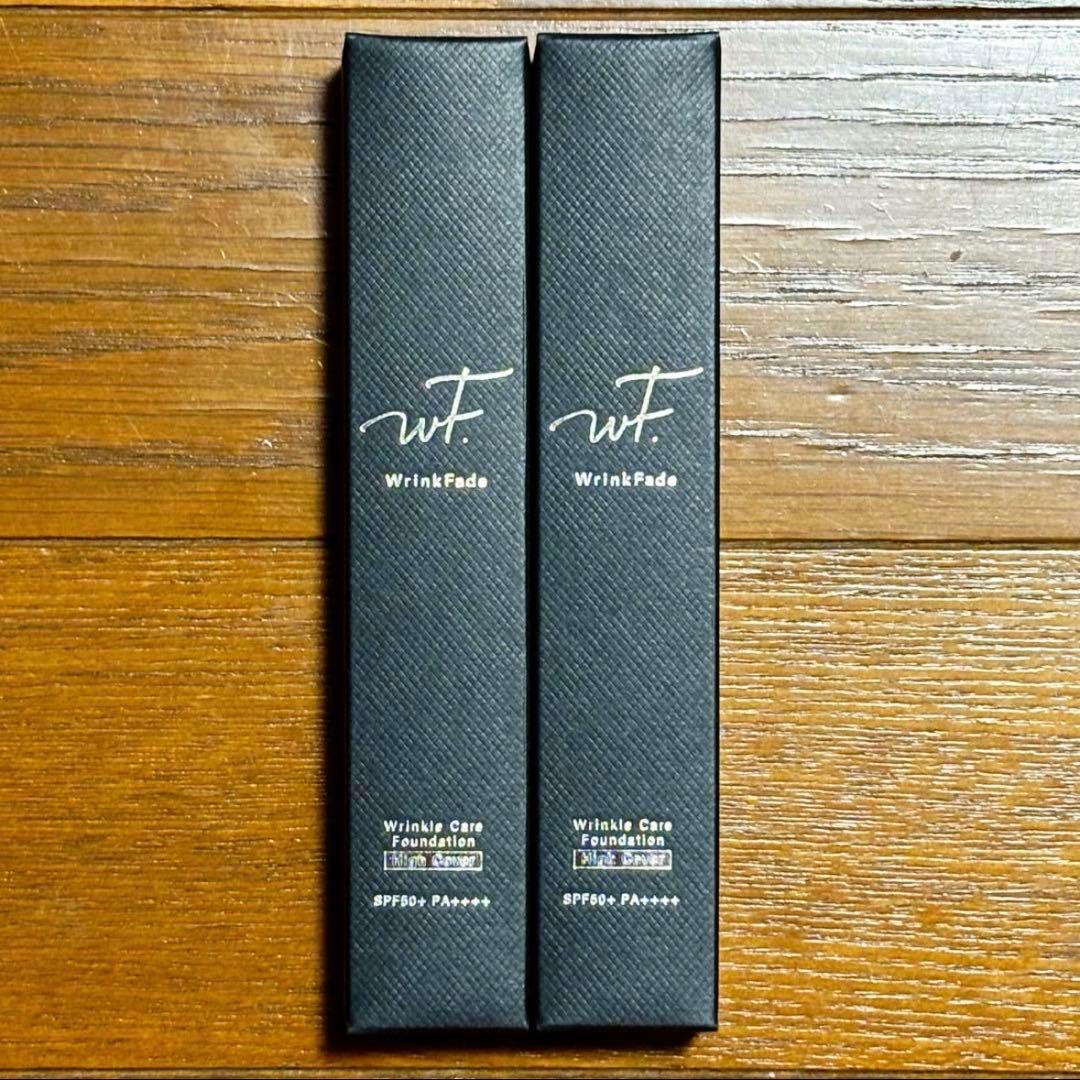 wF.
WrinkFade
Wrinkle Care
Foundation
High Cover
SPF50+ PA++++
wF.
WrinkFade
Wrinkle Care
Foundation
High Cover
SPF50+ PA++++